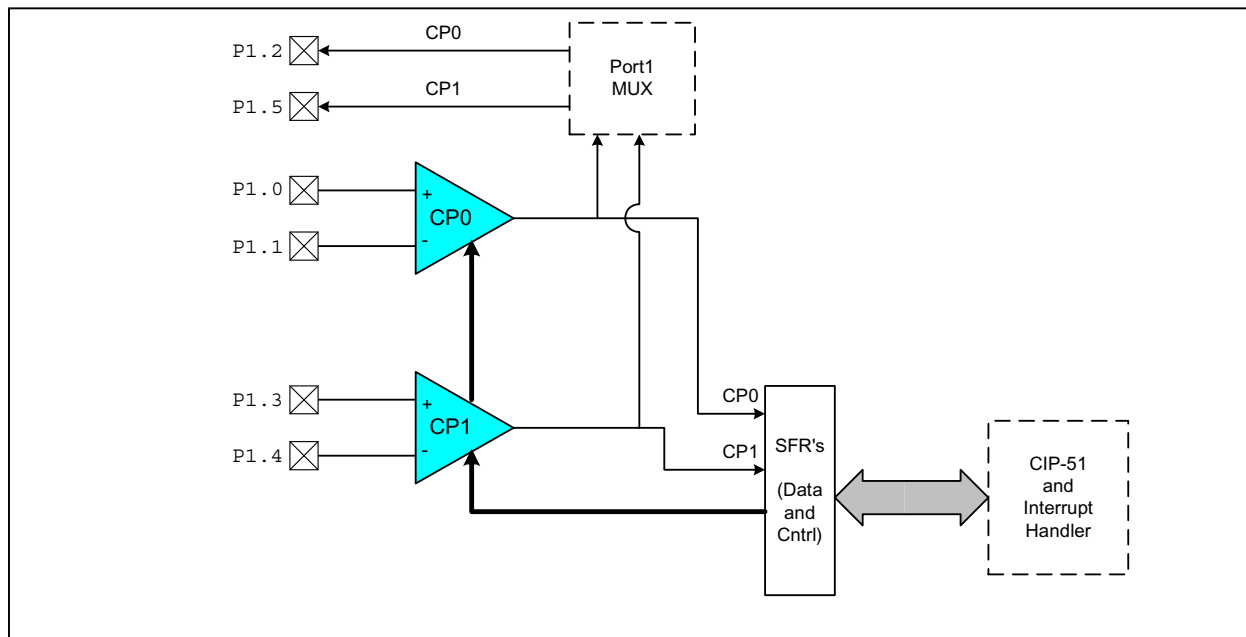 P1.2
CP0
P1.5
CP1
Port1
MUX
P1.0
+
CP0
P1.1
-
P1.3
+
CP1
P1.4
-
CP0
CP1
SFR's
(Data
and
Cntrl)
CIP-51
and
Interrupt
Handler